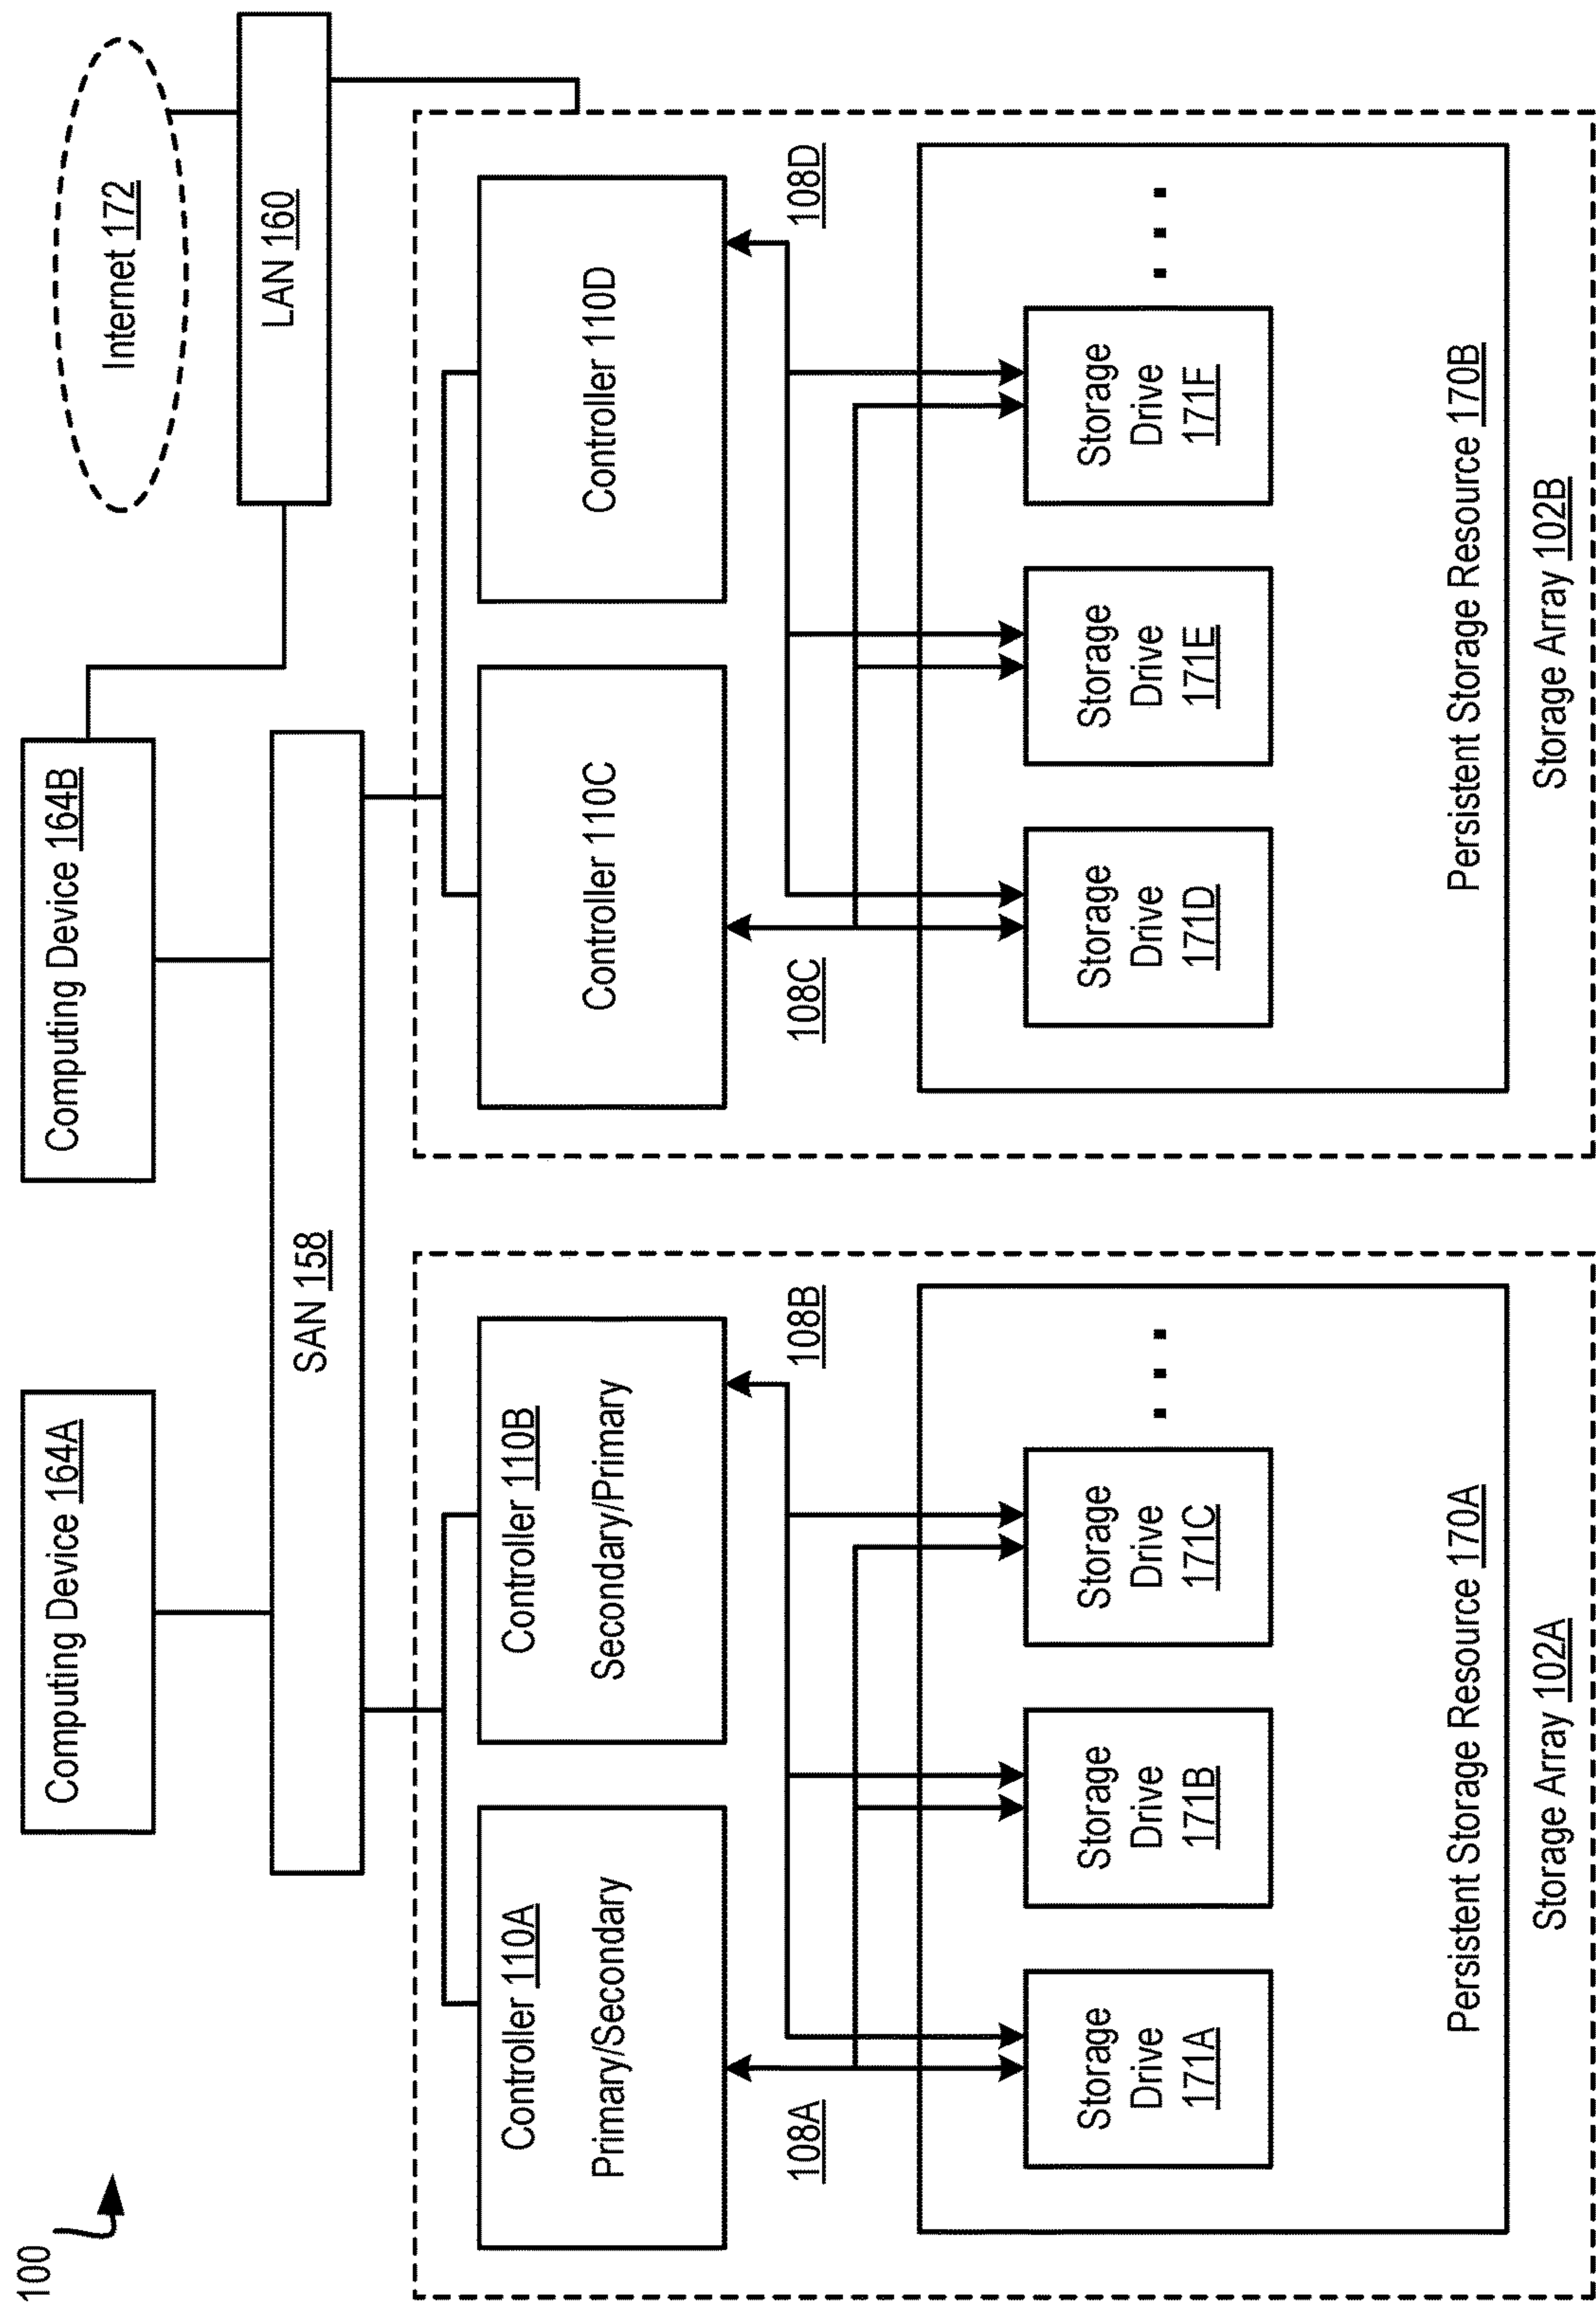 100
Computing Device 164A
Computing Device 164B
Internet 172
SAN 158
LAN 160
Controller 110A
Primary/Secondary
Controller 110B
Secondary/Primary
Controller 110C
Controller 110D
108A
108B
108C
108D
Storage
Drive
171A
Storage
Drive
171B
Storage
Drive
171C
Storage
Drive
171D
Storage
Drive
171E
Storage
Drive
171F
Persistent Storage Resource 170A
Persistent Storage Resource 170B
Storage Array 102A
Storage Array 102B